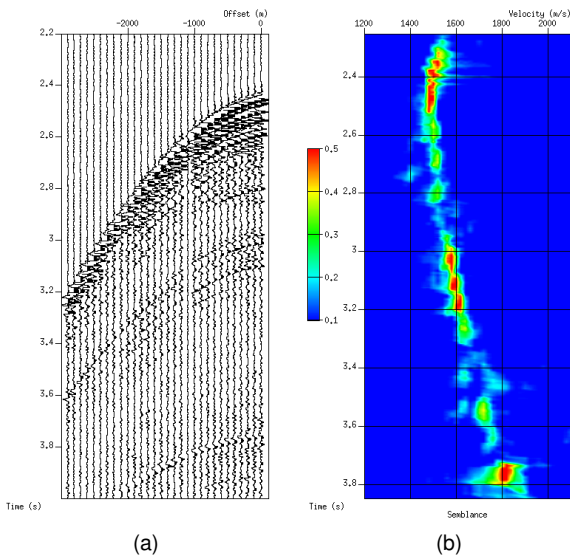 Offset (m)
-2000 -1000 0
2.2
2.4
2.6
2.8
3
3.2
3.4
3.6
3.8
Time (s)
(a)
0.5
0.4
0.3
0.2
0.1
Velocity (m/s)
1200 1400 1600 1800 2000
2.4
2.6
2.8
3
3.2
3.4
3.6
3.8
Time (s)
Semblance
(b)